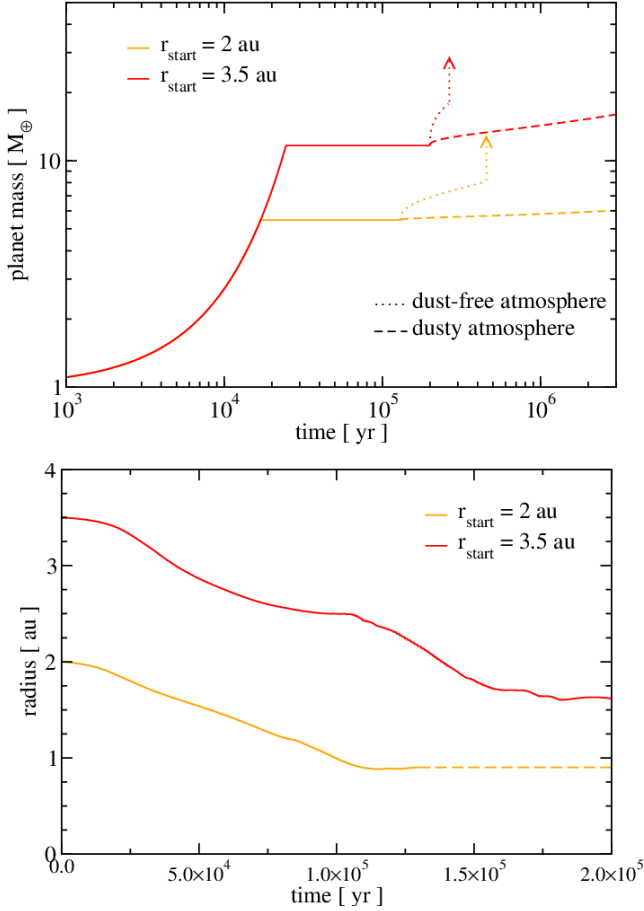 r_start = 2 au
r_start = 3.5 au
10
planet mass [ M_⊕ ]
dust-free atmosphere
dusty atmosphere
1
10^3 10^4 10^5 10^6
time [ yr ]
4
r_start = 2 au
r_start = 3.5 au
3
radius [ au ]
2
1
0
0.0 5.0×10^4 1.0×10^5 1.5×10^5 2.0×10^5
time [ yr ]